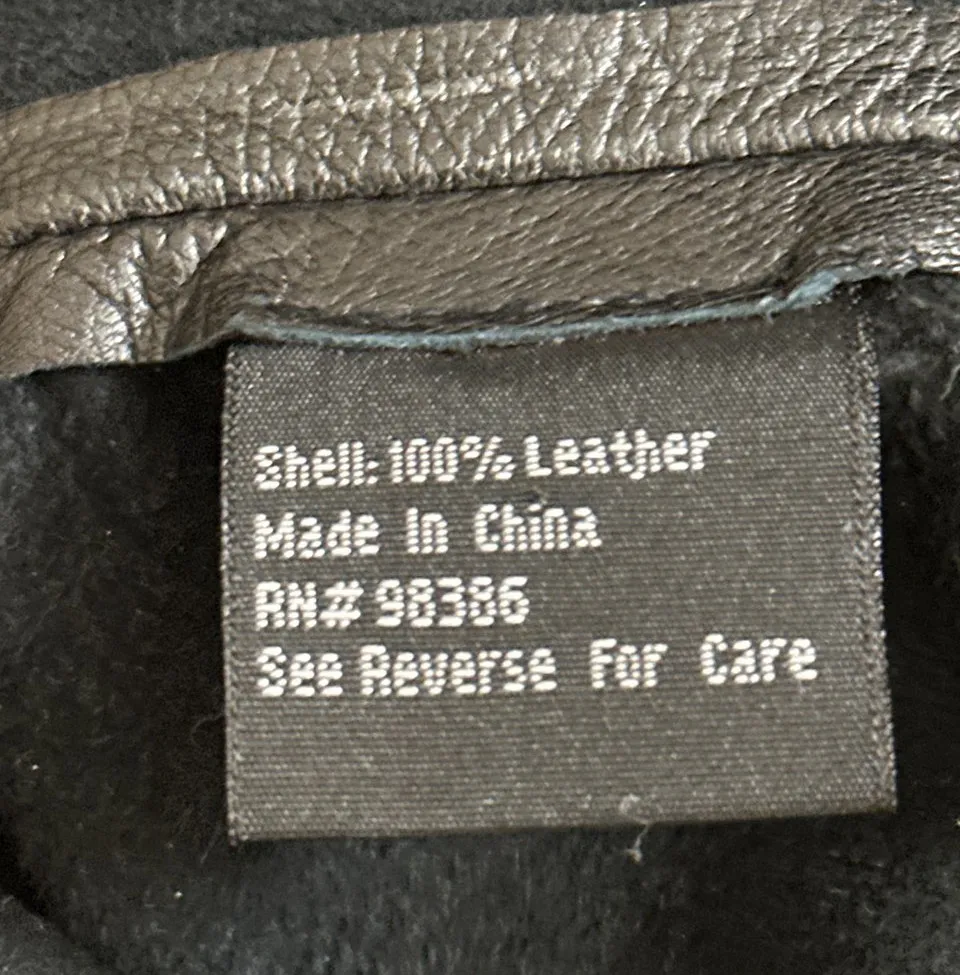 Shell: 100% Leather
Made In China
RN# 98386
See Reverse For Care